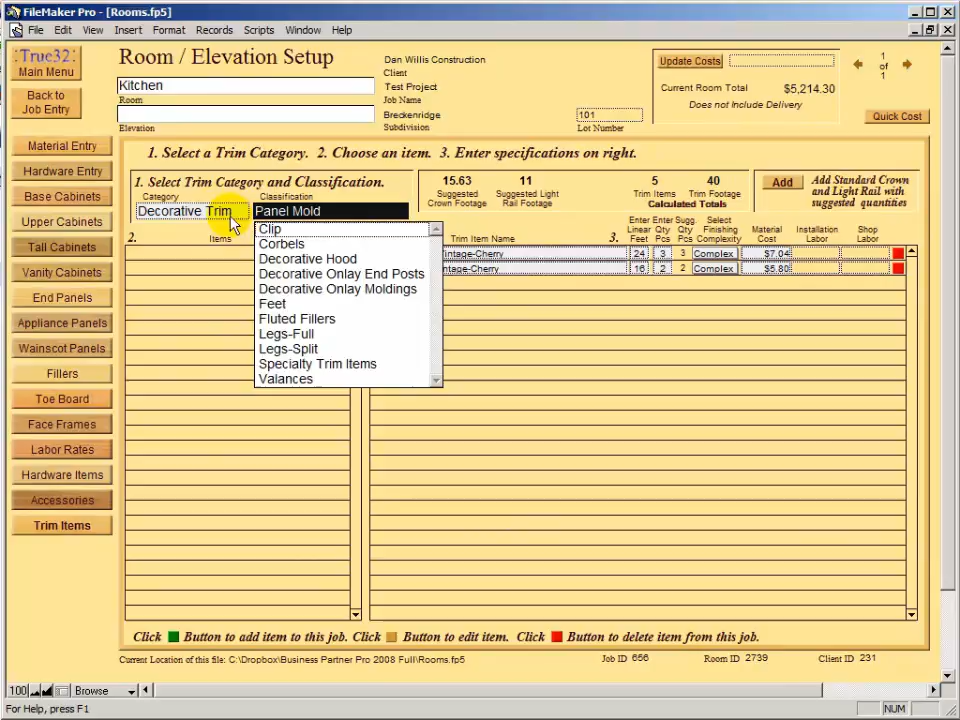 FileMaker Pro - [Rooms.fp5]
File Edit View Insert Format Records Scripts Window Help
True32
Main Menu
Back to
Job Entry
Room / Elevation Setup
Kitchen
Room
Elevation
Dan Willis Construction
Client
Test Project
Job Name
Breckenridge
Subdivision
101
Lot Number
Update Costs
Current Room Total $5,214.30
Does not Include Delivery
1
of
1
Quick Cost
Material Entry
Hardware Entry
Base Cabinets
Upper Cabinets
Tall Cabinets
Vanity Cabinets
End Panels
Appliance Panels
Wainscot Panels
Fillers
Toe Board
Face Frames
Labor Rates
Hardware Items
Accessories
Trim Items
1. Select a Trim Category. 2. Choose an item. 3. Enter specifications on right.
1. Select Trim Category and Classification.
Category Classification
Decorative Trim Panel Mold
Clip
Corbels
Decorative Hood
Decorative Onlay End Posts
Decorative Onlay Moldings
Feet
Fluted Fillers
Legs-Full
Legs-Split
Specialty Trim Items
Valances
15.63 11 5 40
Suggested Crown Footage
Suggested Light Rail Footage
Trim Items Trim Footage
Calculated Totals
Add
Add Standard Crown
and Light Rail with
suggested quantities
2. Items
Trim Item Name 3.
Enter Linear Feet
Enter Qty Pcs
Sugg. Qty Pcs
Select Finishing Complexity
Material Cost
Installation Labor
Shop Labor
intage-Cherry 24 3 3 Complex $7.04
ntage-Cherry 16 2 2 Complex $5.80
Click Button to add item to this job. Click Button to edit item. Click Button to delete item from this job.
Current Location of this file: C:\Dropbox\Business Partner Pro 2008 Full\Rooms.fp5
Job ID 656 Room ID 2739 Client ID 231
100 Browse
For Help, press F1
NUM